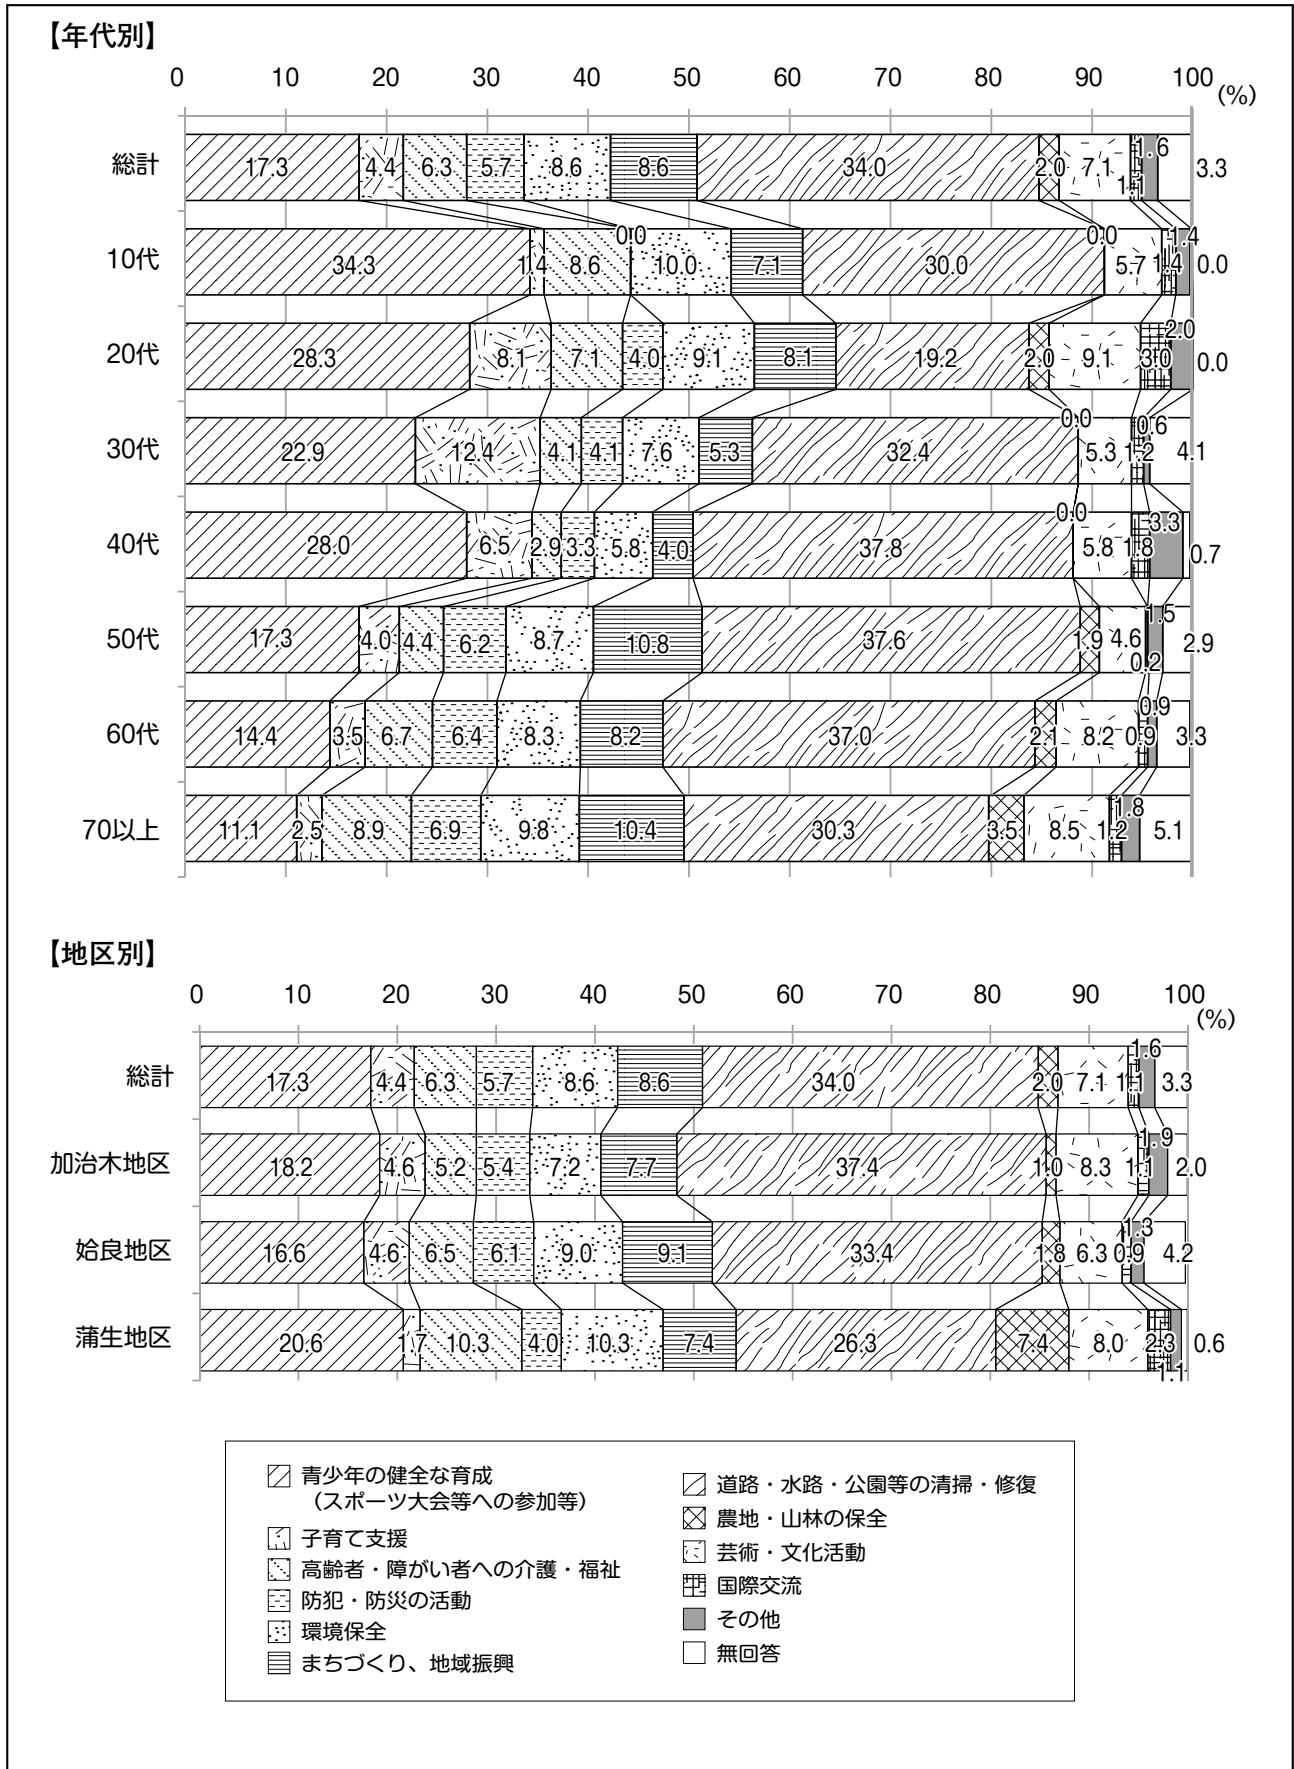 【年代別】
0 10 20 30 40 50 60 70 80 90 100
(%)
総計 17.3 4.4 6.3 5.7 8.6 8.6 34.0 2.0 7.1 1.1 1.6 3.3
10代 34.3 1.4 8.6 0.0 10.0 7.1 30.0 0.0 5.7 1.4 1.4 0.0
20代 28.3 8.1 7.1 4.0 9.1 8.1 19.2 2.0 9.1 3.0 2.0 0.0
30代 22.9 12.4 4.1 4.1 7.6 5.3 32.4 0.0 5.3 1.2 0.6 4.1
40代 28.0 6.5 2.9 3.3 5.8 4.0 37.8 0.0 5.8 1.8 3.3 0.7
50代 17.3 4.0 4.4 6.2 8.7 10.8 37.6 1.9 4.6 0.2 1.5 2.9
60代 14.4 3.5 6.7 6.4 8.3 8.2 37.0 2.1 8.2 0.9 0.9 3.3
70以上 11.1 2.5 8.9 6.9 9.8 10.4 30.3 3.5 8.5 1.2 1.8 5.1
【地区別】
0 10 20 30 40 50 60 70 80 90 100
(%)
総計 17.3 4.4 6.3 5.7 8.6 8.6 34.0 2.0 7.1 1.1 1.6 3.3
加治木地区 18.2 4.6 5.2 5.4 7.2 7.7 37.4 1.0 8.3 1.1 1.9 2.0
姶良地区 16.6 4.6 6.5 6.1 9.0 9.1 33.4 1.8 6.3 0.9 1.3 4.2
蒲生地区 20.6 1.7 10.3 4.0 10.3 7.4 26.3 7.4 8.0 2.3 1.1 0.6
青少年の健全な育成
（スポーツ大会等への参加等）
子育て支援
高齢者・障がい者への介護・福祉
防犯・防災の活動
環境保全
まちづくり、地域振興
道路・水路・公園等の清掃・修復
農地・山林の保全
芸術・文化活動
国際交流
その他
無回答